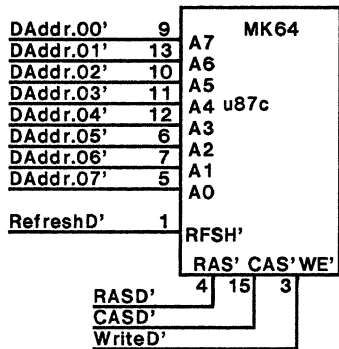 MK64
DAddr.00' 9 A7
DAddr.01' 13 A6
DAddr.02' 10 A5
DAddr.03' 11 A4 u87c
DAddr.04' 12 A3
DAddr.05' 6 A2
DAddr.06' 7 A1
DAddr.07' 5 A0
RefreshD' 1 RFSH'
RAS' CAS' WE'
4 15 3
RASD'
CASD'
WriteD'